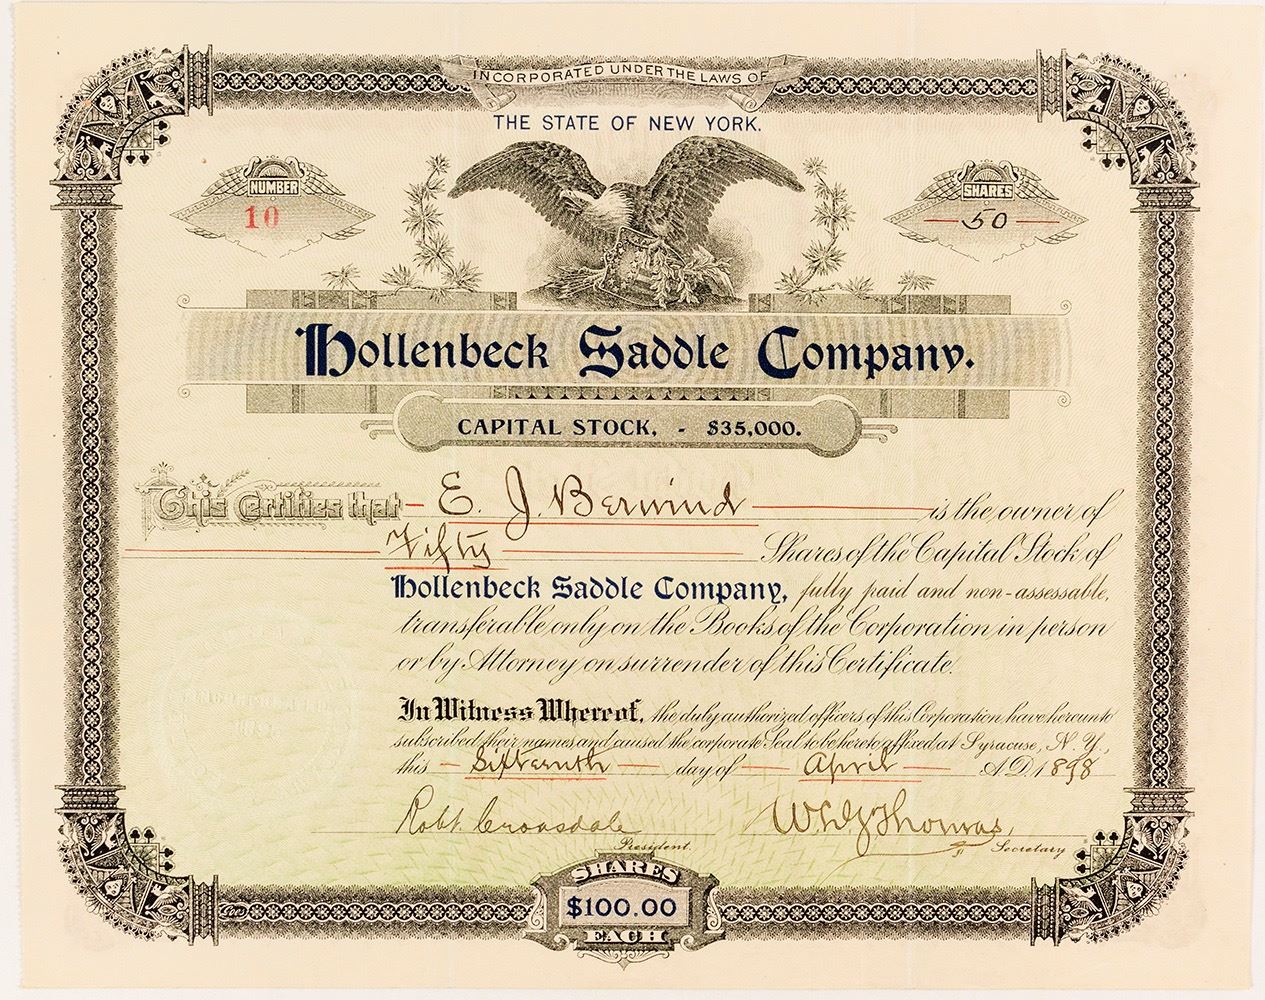 INCORPORATED UNDER THE LAWS OF
THE STATE OF NEW YORK.
NUMBER
10
SHARES
50
Hollenbeck Saddle Company.
CAPITAL STOCK, - $35,000.
This Certifies that E. J. Berwind is the owner of
Fifty Shares of the Capital Stock of
Hollenbeck Saddle Company, fully paid and non-assessable,
transferable only on the Books of the Corporation in person
or by Attorney on surrender of this Certificate.
In Witness Whereof, the duly authorized officers of this Corporation have hereunto
subscribed their names and caused the corporate Seal to be hereto affixed at Syracuse, N. Y.,
this Fifteenth day of April A.D. 1898
Robt Croasdale
President.
Thomas,
Secretary
SHARES
$100.00
EACH